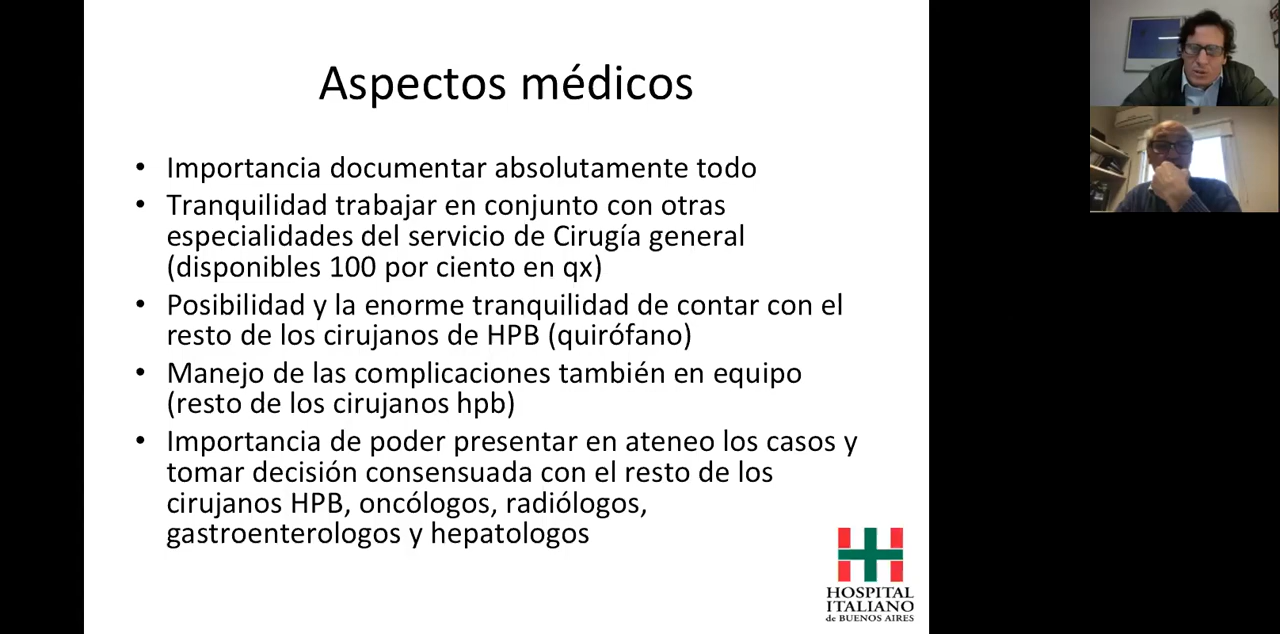 Aspectos médicos
• Importancia documentar absolutamente todo
• Tranquilidad trabajar en conjunto con otras
especialidades del servicio de Cirugía general
(disponibles 100 por ciento en qx)
• Posibilidad y la enorme tranquilidad de contar con el
resto de los cirujanos de HPB (quirófano)
• Manejo de las complicaciones también en equipo
(resto de los cirujanos hpb)
• Importancia de poder presentar en ateneo los casos y
tomar decisión consensuada con el resto de los
cirujanos HPB, oncólogos, radiólogos,
gastroenterologos y hepatologos
HOSPITAL
ITALIANO
de BUENOS AIRES